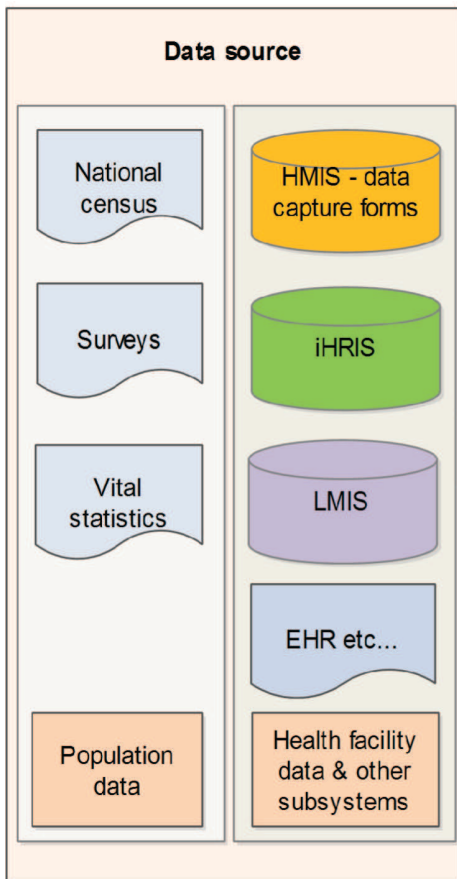 Data source
National
census
Surveys
Vital
statistics
Population
data
HMIS - data
capture forms
iHRIS
LMIS
EHR etc...
Health facility
data & other
subsystems